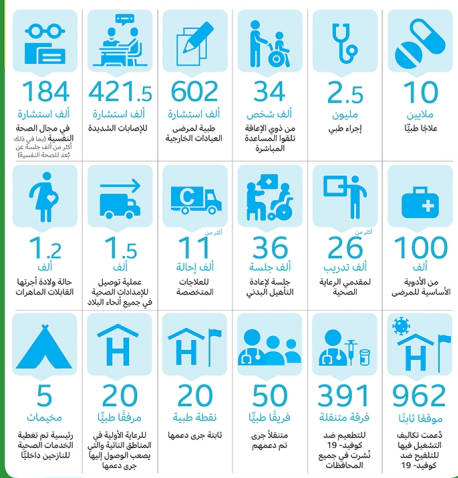 10
ملايين
علاجًا طبيًّا
2.5
مليون
إجراء طبي
34
ألف شخص
من ذوي الإعاقة
تلقوا المساعدة
المباشرة
602
ألف استشارة
طبية لمرضى
العيادات الخارجية
421.5
ألف استشارة
للإصابات الشديدة
184
ألف استشارة
في مجال الصحة
النفسية (بما في ذلك
أكثر من ألف جلسة عن
بُعد للصحة النفسية)
100
ألف
من الأدوية
الأساسية للمرضى
أكثر من
26
ألف تدريب
لمقدمي الرعاية
الصحية
36
ألف جلسة
جلسة لإعادة
التأهيل البدني
أكثر من
11
ألف إحالة
للعلاجات
المتخصصة
1.5
ألف
عملية توصيل
للإمدادات الصحية
في جميع أنحاء البلاد
1.2
ألف
حالة ولادة أجرتها
القابلات الماهرات
H
962
موقعًا ثابتًا
دُعمت تكاليف
التشغيل فيها
للتلقيح ضد
كوفيد- 19
391
فرقة متنقلة
للتطعيم ضد
كوفيد- 19
نُشرت في جميع
المحافظات
50
فريقًا طبيًّا
متنقلاً جرى
تم دعمهم
H
20
نقطة طبية
ثابتة جرى دعمها
H
20
مرفقًا طبيًّا
للرعاية الأولية في
المناطق النائية والتي
يصعب الوصول إليها
جرى دعمها
5
مخيمات
رئيسية تم تغطية
الخدمات الصحية
للنازحين داخليًّا